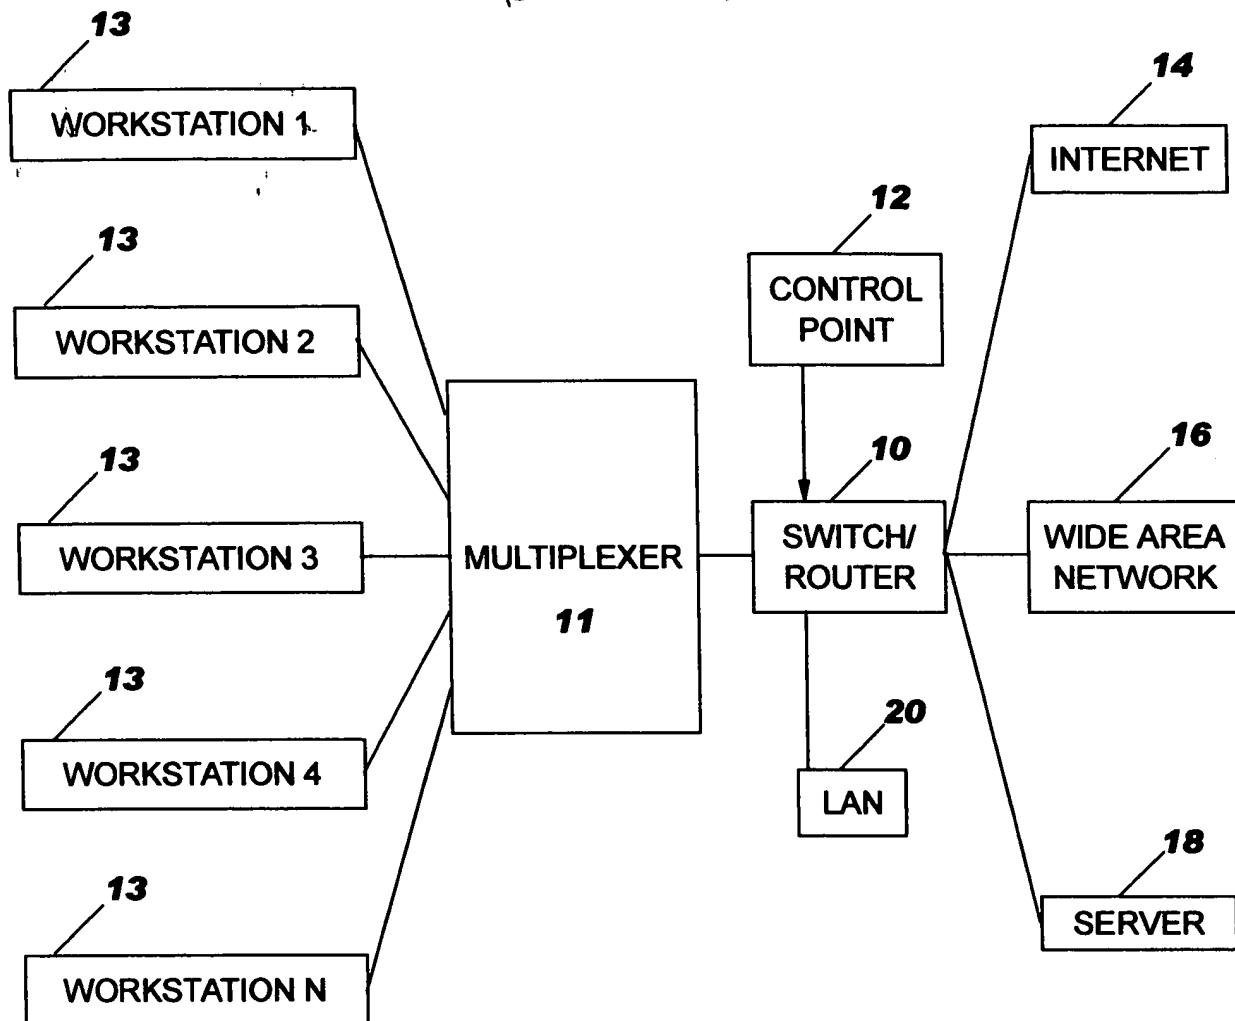 13
WORKSTATION 1
13
WORKSTATION 2
13
WORKSTATION 3
13
WORKSTATION 4
13
WORKSTATION N
MULTIPLEXER
11
12
CONTROL
POINT
10
SWITCH/
ROUTER
20
LAN
14
INTERNET
16
WIDE AREA
NETWORK
18
SERVER